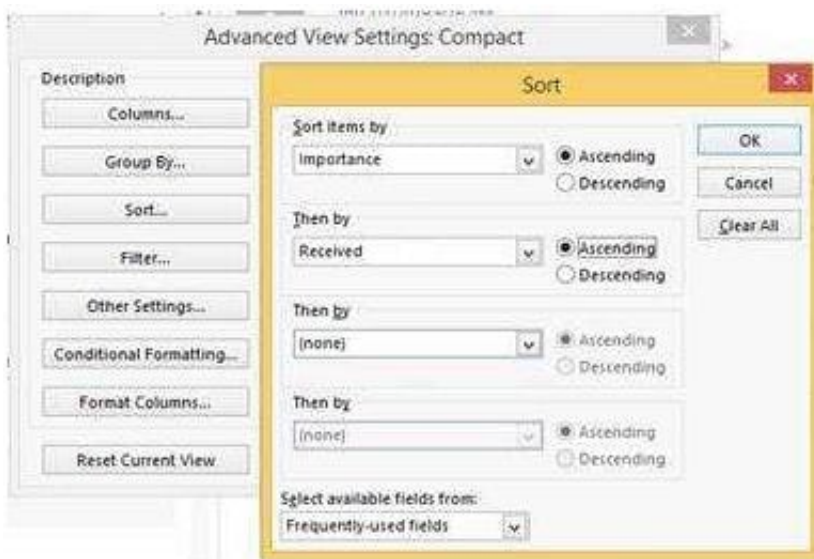 Advanced View Settings: Compact
Description
Columns...
Group By...
Sort...
Filter...
Other Settings...
Conditional Formatting...
Format Columns...
Reset Current View
Sort
Sort items by
Importance
Ascending
Descending
Then by
Received
Ascending
Descending
Then by
(none)
Ascending
Descending
Then by
(none)
Ascending
Descending
Select available fields from:
Frequently-used fields
OK
Cancel
Clear All